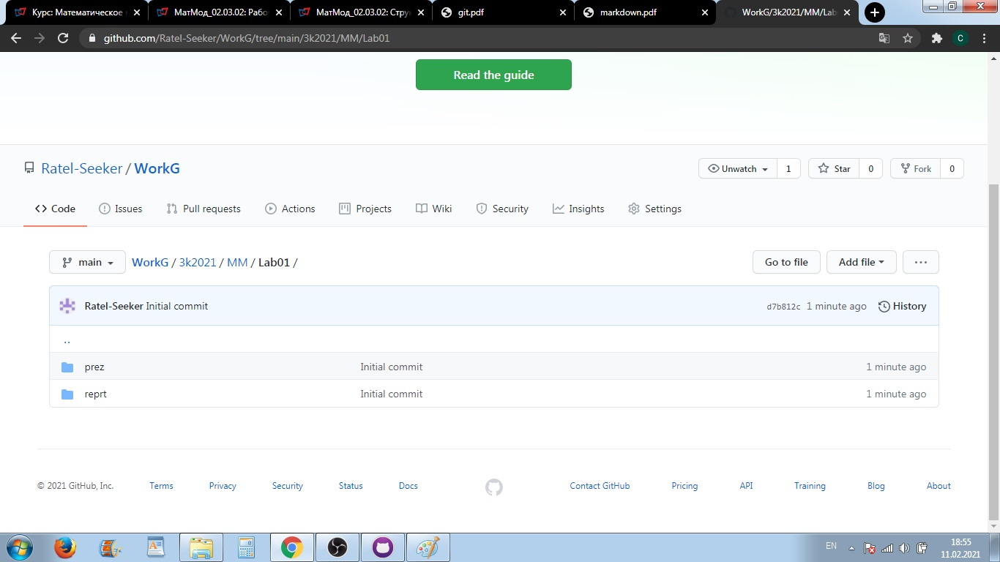 Курс: Математическое
МатМод_02.03.02: Рабо
МатМод_02.03.02: Стру
git.pdf
markdown.pdf
WorkG/3k2021/MM/Lab
github.com/Ratel-Seeker/WorkG/tree/main/3k2021/MM/Lab01
C
Read the guide
Ratel-Seeker / WorkG
Unwatch 1
Star 0
Fork 0
Code Issues Pull requests Actions Projects Wiki Security Insights Settings
main WorkG / 3k2021 / MM / Lab01 /
Go to file Add file ...
Ratel-Seeker Initial commit d7b812c 1 minute ago History
..
prez Initial commit 1 minute ago
reprt Initial commit 1 minute ago
© 2021 GitHub, Inc. Terms Privacy Security Status Docs Contact GitHub Pricing API Training Blog About
EN
18:55
11.02.2021